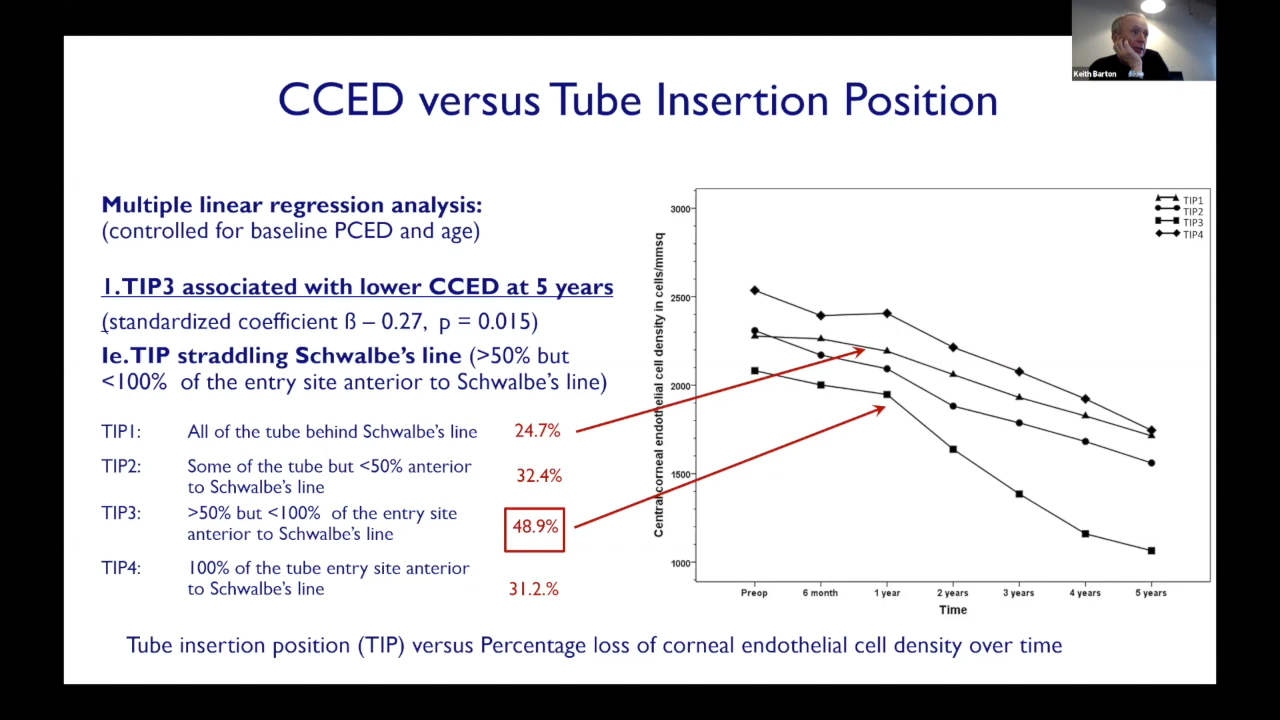 Keith Barton
CCED versus Tube Insertion Position
Multiple linear regression analysis:
(controlled for baseline PCED and age)
1.TIP3 associated with lower CCED at 5 years
(standardized coefficient ß – 0.27, p = 0.015)
Ie. TIP straddling Schwalbe's line (>50% but
<100% of the entry site anterior to Schwalbe's line)
TIP1: All of the tube behind Schwalbe's line 24.7%
TIP2: Some of the tube but <50% anterior
to Schwalbe's line 32.4%
TIP3: >50% but <100% of the entry site
anterior to Schwalbe's line 48.9%
TIP4: 100% of the tube entry site anterior
to Schwalbe's line 31.2.%
Central corneal endothelial cell density in cells/mmsq
3000
2500
2000
1500
1000
TIP1
TIP2
TIP3
TIP4
Preop 6 month 1 year 2 years 3 years 4 years 5 years
Time
Tube insertion position (TIP) versus Percentage loss of corneal endothelial cell density over time